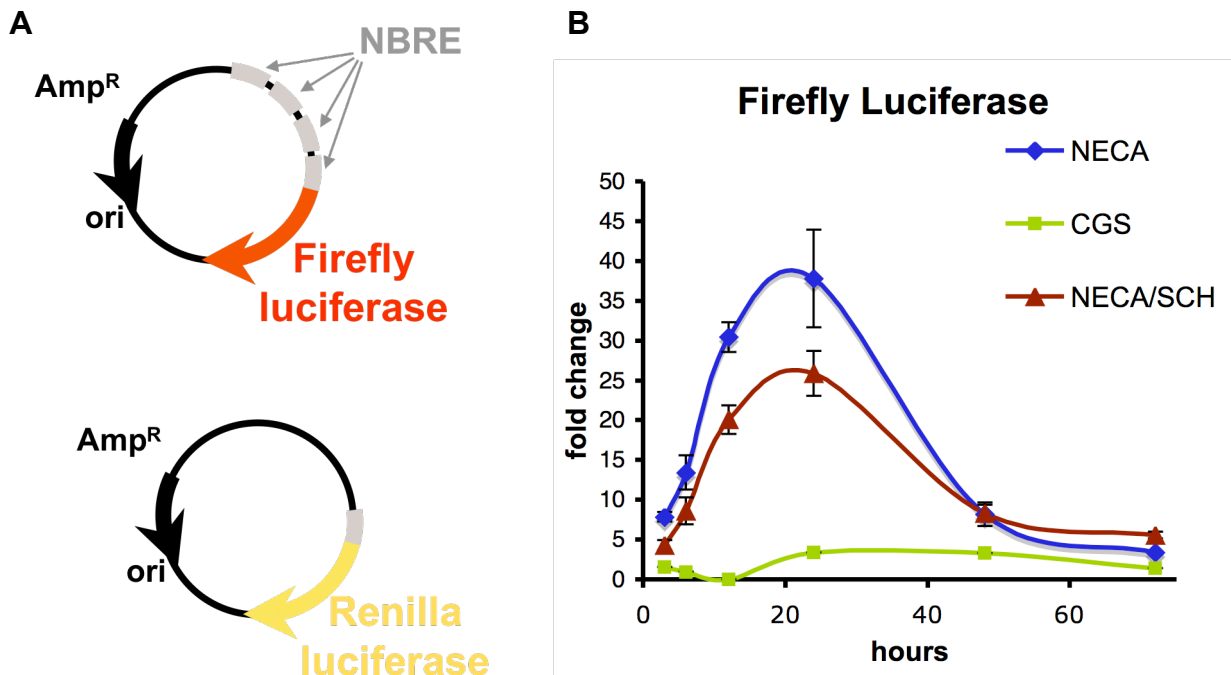 A
NBRE
Amp^R
ori
Firefly
luciferase
Amp^R
ori
Renilla
luciferase
B
Firefly Luciferase
NECA
CGS
NECA/SCH
fold change
50
45
40
35
30
25
20
15
10
5
0
0 20 40 60
hours